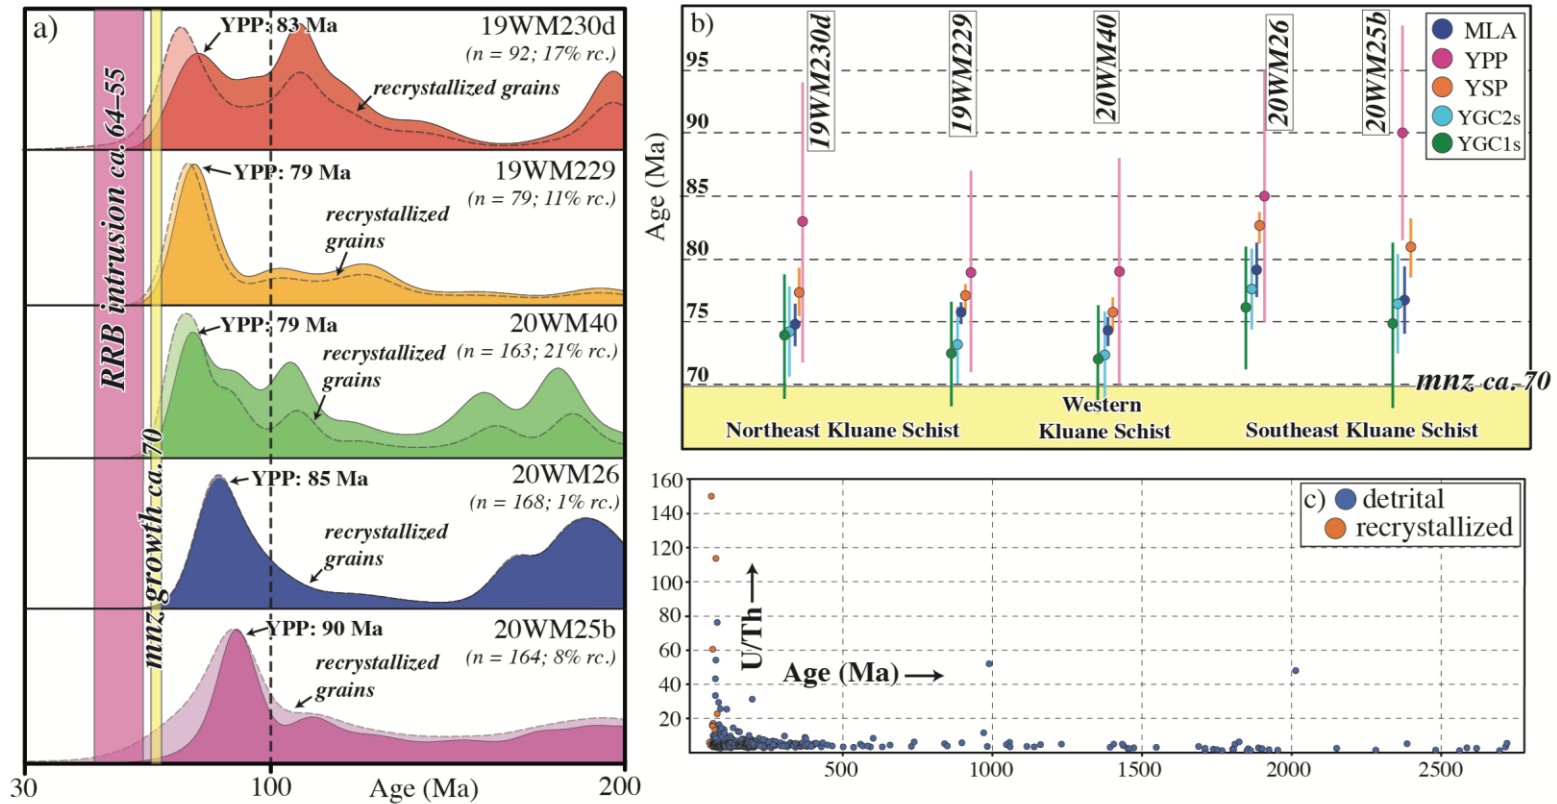 a)
YPP: 83 Ma
19WM230d
(n = 92; 17% rc.)
recrystallized grains
YPP: 79 Ma
19WM229
(n = 79; 11% rc.)
recrystallized
grains
YPP: 79 Ma
20WM40
(n = 163; 21% rc.)
recrystallized
grains
YPP: 85 Ma
20WM26
(n = 168; 1% rc.)
recrystallized
grains
YPP: 90 Ma
20WM25b
(n = 164; 8% rc.)
recrystallized
grains
RRB intrusion ca. 64–55
mnz growth ca. 70
30
100
Age (Ma)
200
b)
19WM230d
19WM229
20WM40
20WM26
20WM25b
MLA
YPP
YSP
YGC2s
YGC1s
Age (Ma)
95
90
85
80
75
70
mnz ca. 70
Northeast Kluane Schist
Western
Kluane Schist
Southeast Kluane Schist
c)
detrital
recrystallized
160
140
120
100
80
60
40
20
U/Th
Age (Ma)
500
1000
1500
2000
2500